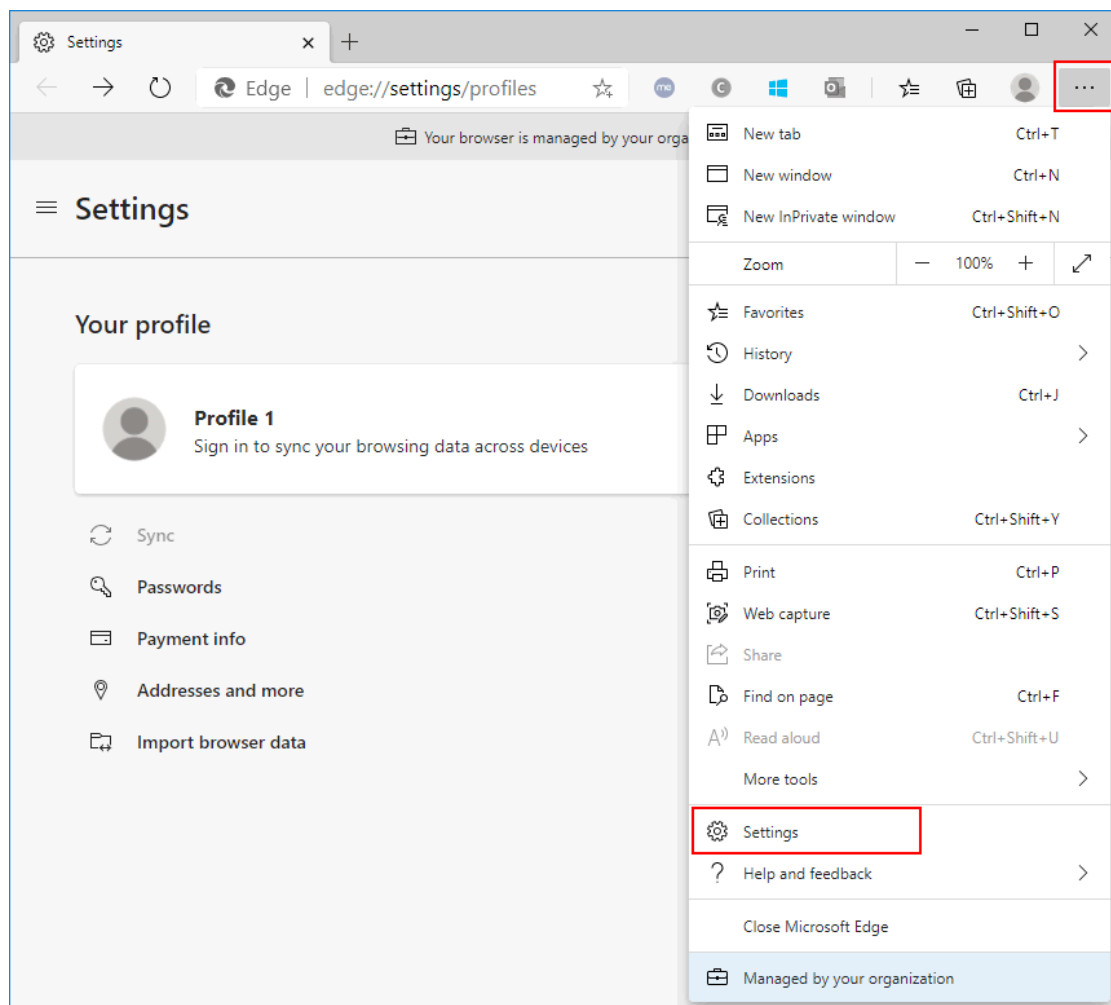 Settings
Edge | edge://settings/profiles
Your browser is managed by your orga
Settings
Your profile
Profile 1
Sign in to sync your browsing data across devices
Sync
Passwords
Payment info
Addresses and more
Import browser data
New tab Ctrl+T
New window Ctrl+N
New InPrivate window Ctrl+Shift+N
Zoom 100%
Favorites Ctrl+Shift+O
History
Downloads Ctrl+J
Apps
Extensions
Collections Ctrl+Shift+Y
Print Ctrl+P
Web capture Ctrl+Shift+S
Share
Find on page Ctrl+F
Read aloud Ctrl+Shift+U
More tools
Settings
Help and feedback
Close Microsoft Edge
Managed by your organization